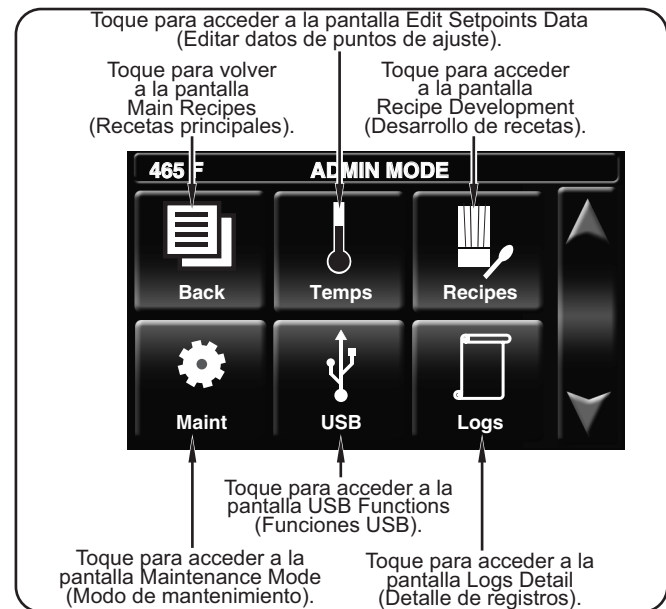 Toque para acceder a la pantalla Edit Setpoints Data
(Editar datos de puntos de ajuste).
Toque para volver
a la pantalla
Main Recipes
(Recetas principales).
Toque para acceder
a la pantalla
Recipe Development
(Desarrollo de recetas).
465 F ADMIN MODE
Back Temps Recipes
Maint USB Logs
Toque para acceder a la
pantalla USB Functions
(Funciones USB).
Toque para acceder a la
pantalla Maintenance Mode
(Modo de mantenimiento).
Toque para acceder a la
pantalla Logs Detail
(Detalle de registros).